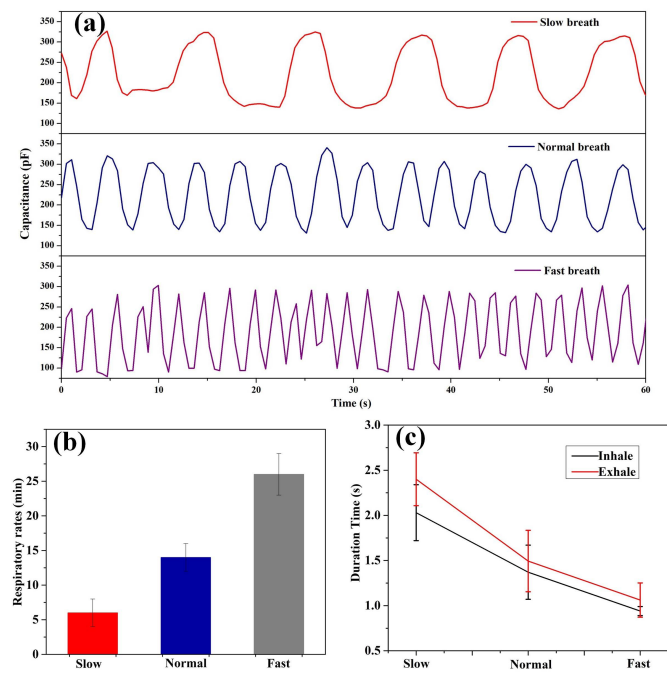 (a)
350
300
250
200
150
100
Slow breath
350
300
250
200
150
100
Normal breath
350
300
250
200
150
100
Fast breath
Capacitance (pF)
0
10
20
30
40
50
60
Time (s)
(b)
Respiratory rates (min)
30
25
20
15
10
5
0
Slow
Normal
Fast
(c)
Duration Time (s)
3.0
2.5
2.0
1.5
1.0
0.5
Inhale
Exhale
Slow
Normal
Fast